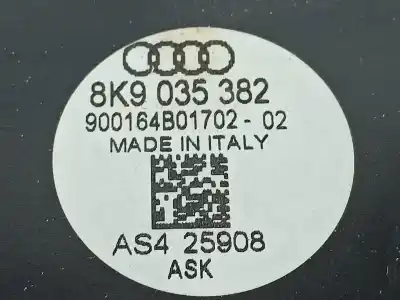 8K9 035 382
900164B01702 - 02
MADE IN ITALY
AS4 25908
ASK